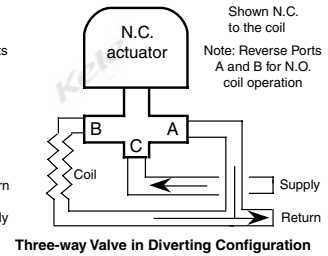 Shown N.C.
to the coil
N.C.
actuator
Note: Reverse Ports
A and B for N.O.
coil operation
B
A
C
Coil
Supply
Return
Three-way Valve in Diverting Configuration